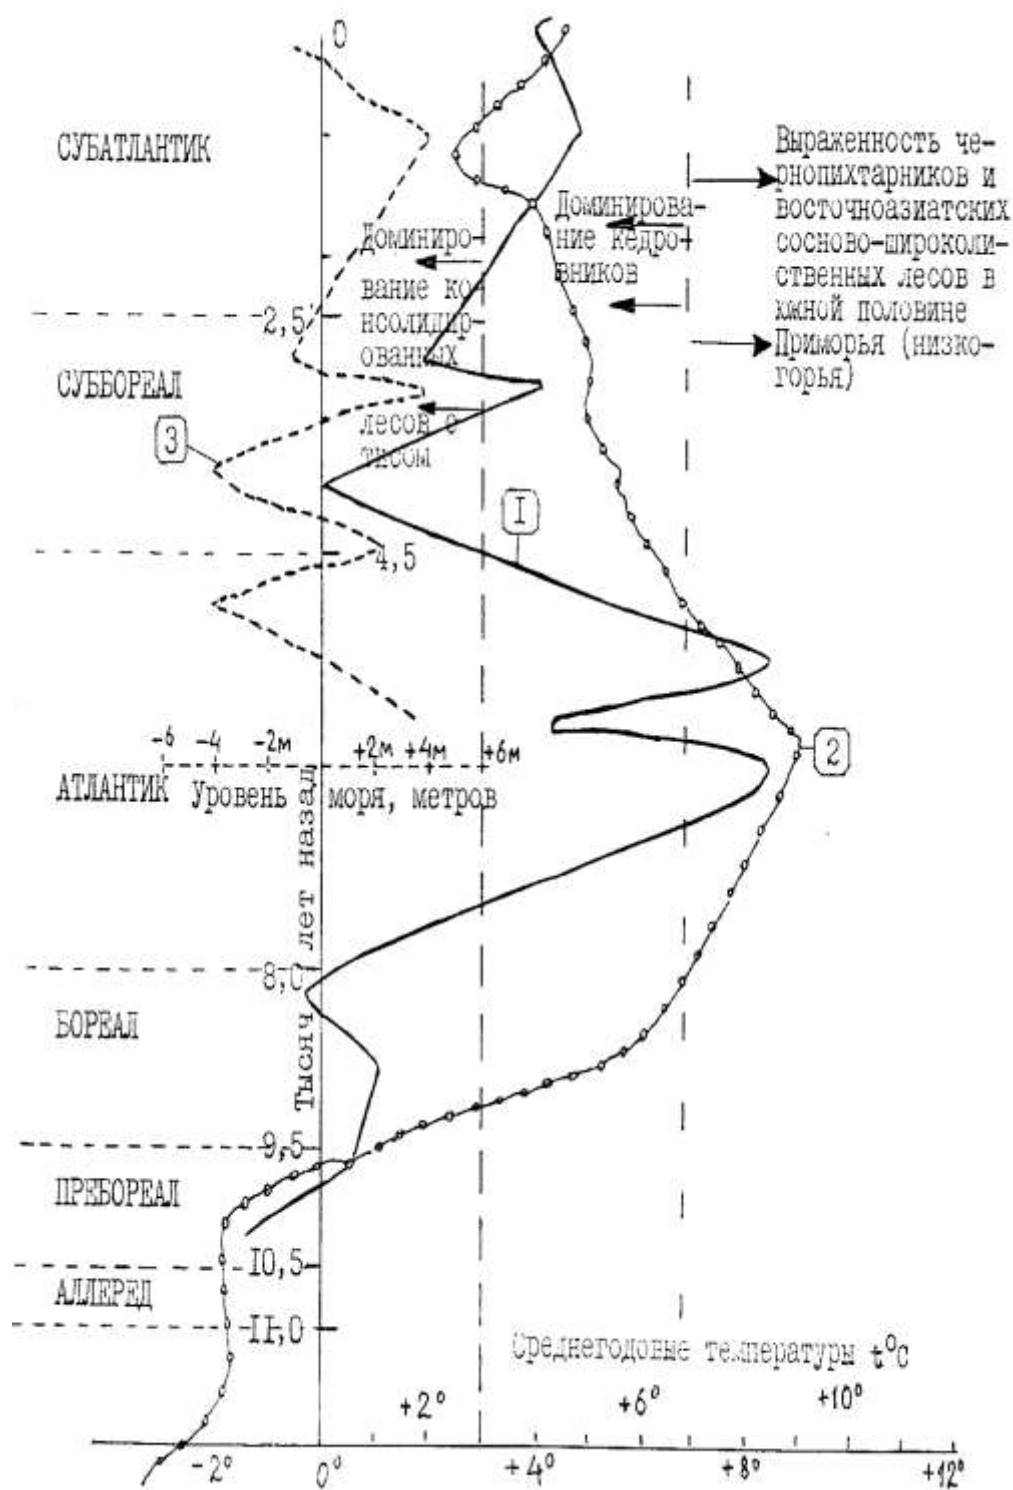 0
СУБАТЛАНТИК
Выраженность че-
рнопихтарников и
восточноазиатских
сосново-широколи-
ственных лесов в
южной половине
Приморья (низко-
горья)
Доминирова-
ние кедро-
вников
Доминиро-
вание ко-
нсолидир-
ованных
лесов с
тисом
2,5
СУББОРЕАЛ
3
I
4,5
2
-6 -4 -2м +2м +4м +6м
АТЛАНТИК Уровень моря, метров
Тысяч лет назад
8,0
БОРЕАЛ
9,5
ПРЕБОРЕАЛ
10,5
АЛЛЕРЕД
11,0
Среднегодовые температуры t°C
+2° +6° +10°
-2° 0° +4° +8° +12°